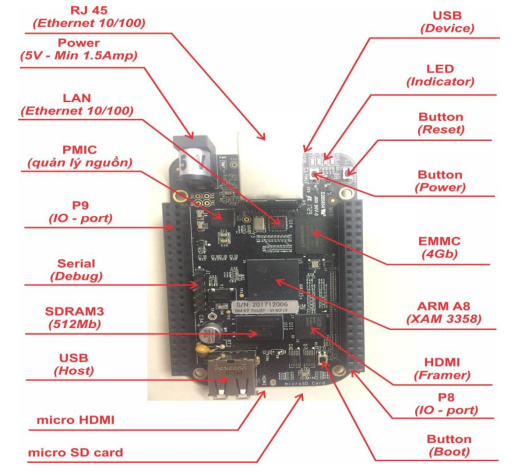 RJ 45
(Ethernet 10/100)
Power
(5V - Min 1.5Amp)
LAN
(Ethernet 10/100)
PMIC
(quản lý nguồn)
P9
(IO - port)
Serial
(Debug)
SDRAM3
(512Mb)
USB
(Host)
micro HDMI
micro SD card
USB
(Device)
LED
(Indicator)
Button
(Reset)
Button
(Power)
EMMC
(4Gb)
ARM A8
(XAM 3358)
HDMI
(Framer)
P8
(IO - port)
Button
(Boot)
S/N: 201712006
microSD Card